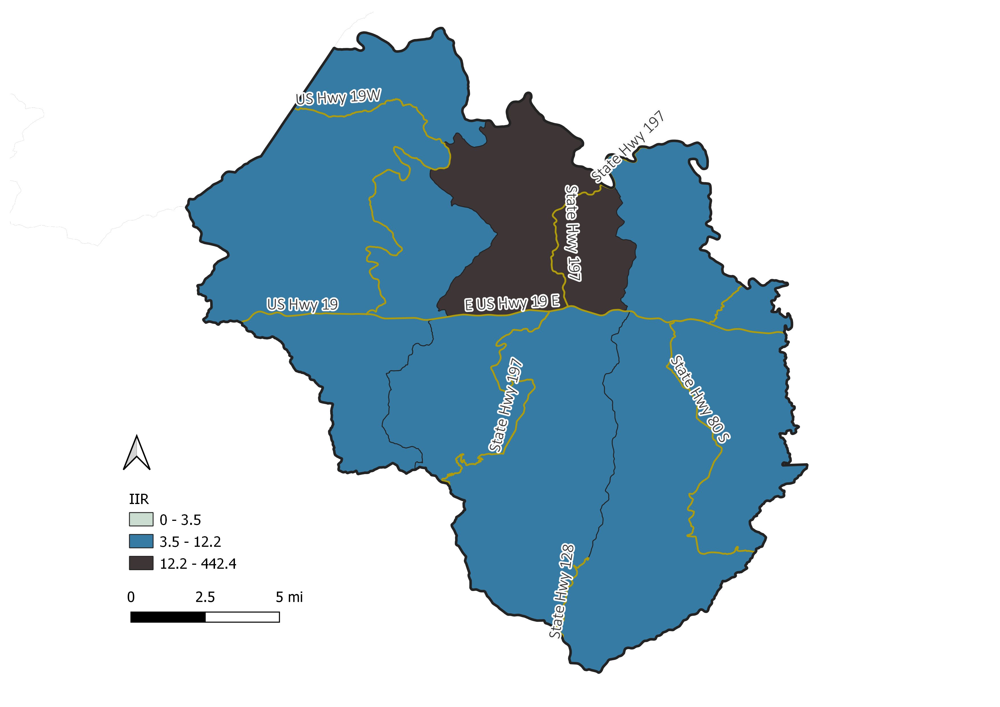 US Hwy 19W
State Hwy 197
State Hwy 197
US Hwy 19
E US Hwy 19 E
State Hwy 197
State Hwy 80 S
State Hwy 128
IIR
0 - 3.5
3.5 - 12.2
12.2 - 442.4
0 2.5 5 mi